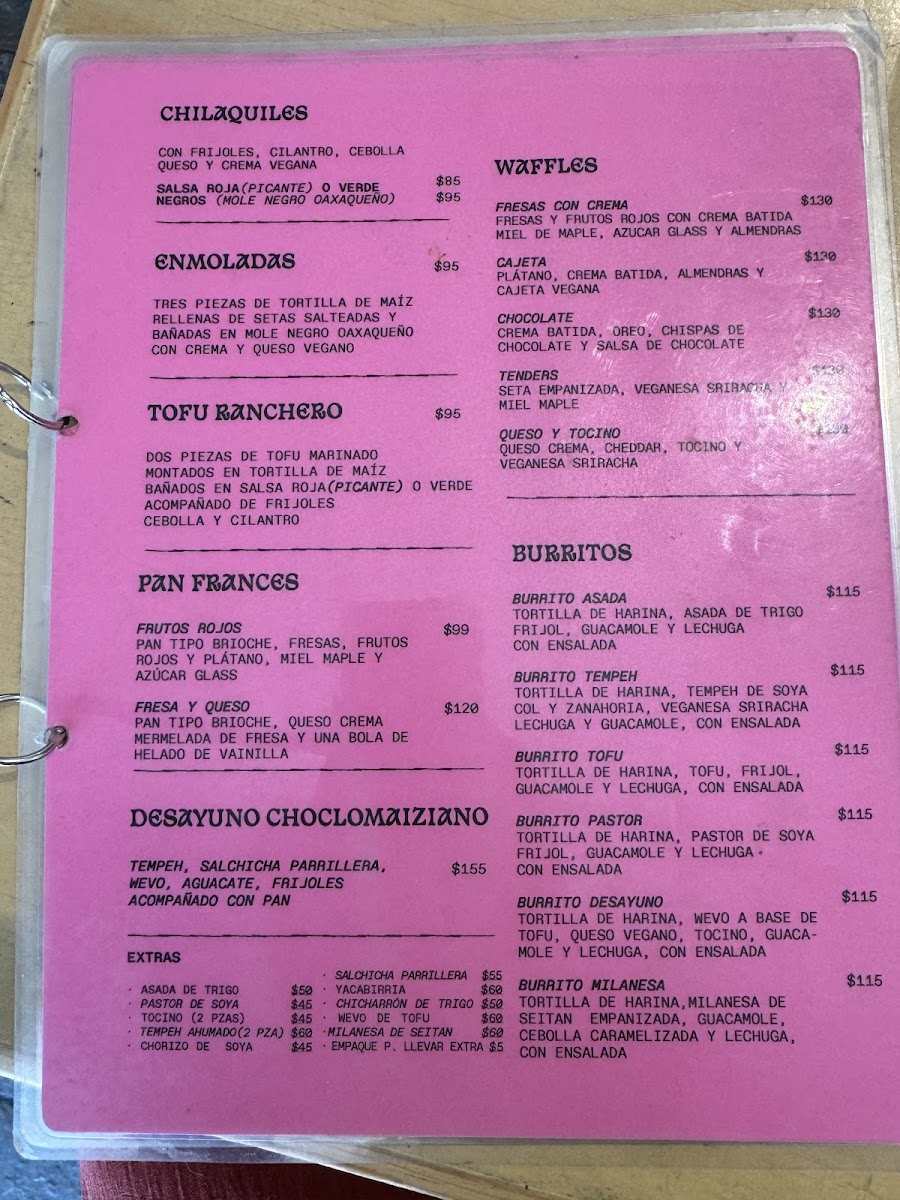 CHILAQUILES
CON FRIJOLES, CILANTRO, CEBOLLA
QUESO Y CREMA VEGANA
SALSA ROJA(PICANTE) O VERDE $85
NEGROS (MOLE NEGRO OAXAQUEÑO) $95
ENMOLADAS $95
TRES PIEZAS DE TORTILLA DE MAÍZ
RELLENAS DE SETAS SALTEADAS Y
BAÑADAS EN MOLE NEGRO OAXAQUEÑO
CON CREMA Y QUESO VEGANO
TOFU RANCHERO $95
DOS PIEZAS DE TOFU MARINADO
MONTADOS EN TORTILLA DE MAÍZ
BAÑADOS EN SALSA ROJA(PICANTE) O VERDE
ACOMPAÑADO DE FRIJOLES
CEBOLLA Y CILANTRO
PAN FRANCES
FRUTOS ROJOS $99
PAN TIPO BRIOCHE, FRESAS, FRUTOS
ROJOS Y PLÁTANO, MIEL MAPLE Y
AZÚCAR GLASS
FRESA Y QUESO $120
PAN TIPO BRIOCHE, QUESO CREMA
MERMELADA DE FRESA Y UNA BOLA DE
HELADO DE VAINILLA
DESAYUNO CHOCLOMAIZIANO
TEMPEH, SALCHICHA PARRILLERA, $155
WEVO, AGUACATE, FRIJOLES
ACOMPAÑADO CON PAN
EXTRAS
· ASADA DE TRIGO $50
· PASTOR DE SOYA $45
· TOCINO (2 PZAS) $45
· TEMPEH AHUMADO(2 PZA) $60
· CHORIZO DE SOYA $45
· SALCHICHA PARRILLERA $55
· YACABIRRIA $60
· CHICHARRÓN DE TRIGO $50
· WEVO DE TOFU $60
·MILANESA DE SEITAN $60
· EMPAQUE P. LLEVAR EXTRA $5
WAFFLES
FRESAS CON CREMA $130
FRESAS Y FRUTOS ROJOS CON CREMA BATIDA
MIEL DE MAPLE, AZUCAR GLASS Y ALMENDRAS
CAJETA $130
PLÁTANO, CREMA BATIDA, ALMENDRAS Y
CAJETA VEGANA
CHOCOLATE $130
CREMA BATIDA, OREO, CHISPAS DE
CHOCOLATE Y SALSA DE CHOCOLATE
TENDERS $130
SETA EMPANIZADA, VEGANESA SRIRACHA Y
MIEL MAPLE
QUESO Y TOCINO
QUESO CREMA, CHEDDAR, TOCINO Y
VEGANESA SRIRACHA
BURRITOS
BURRITO ASADA $115
TORTILLA DE HARINA, ASADA DE TRIGO
FRIJOL, GUACAMOLE Y LECHUGA
CON ENSALADA
BURRITO TEMPEH $115
TORTILLA DE HARINA, TEMPEH DE SOYA
COL Y ZANAHORIA, VEGANESA SRIRACHA
LECHUGA Y GUACAMOLE, CON ENSALADA
BURRITO TOFU $115
TORTILLA DE HARINA, TOFU, FRIJOL,
GUACAMOLE Y LECHUGA, CON ENSALADA
BURRITO PASTOR $115
TORTILLA DE HARINA, PASTOR DE SOYA
FRIJOL, GUACAMOLE Y LECHUGA
CON ENSALADA
BURRITO DESAYUNO $115
TORTILLA DE HARINA, WEVO A BASE DE
TOFU, QUESO VEGANO, TOCINO, GUACA-
MOLE Y LECHUGA, CON ENSALADA
BURRITO MILANESA $115
TORTILLA DE HARINA,MILANESA DE
SEITAN EMPANIZADA, GUACAMOLE,
CEBOLLA CARAMELIZADA Y LECHUGA,
CON ENSALADA